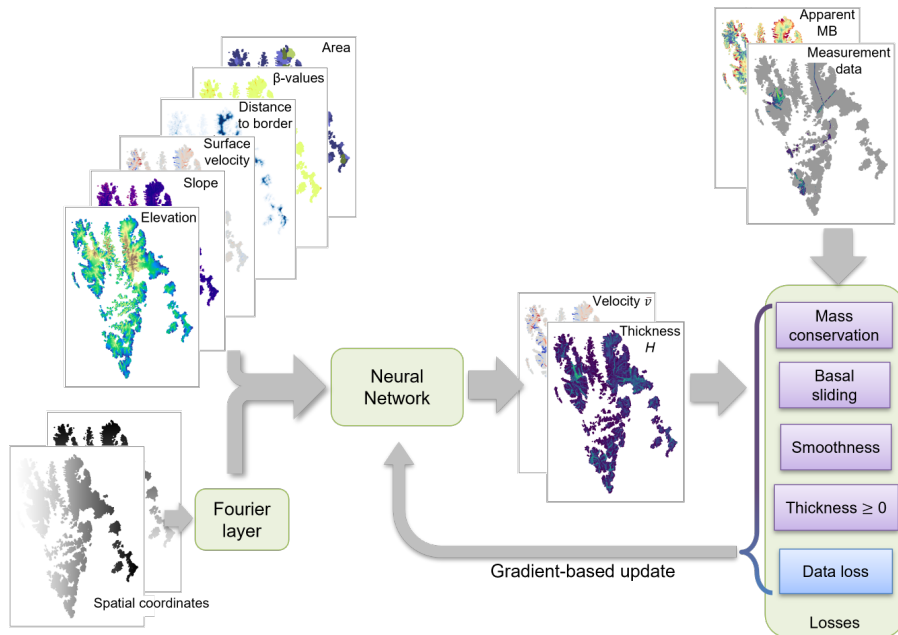 Area
β-values
Distance
to border
Surface
velocity
Slope
Elevation
Apparent
MB
Measurement
data
Velocity v̄
Thickness
H
Neural
Network
Fourier
layer
Spatial coordinates
Gradient-based update
Mass
conservation
Basal
sliding
Smoothness
Thickness ≥ 0
Data loss
Losses